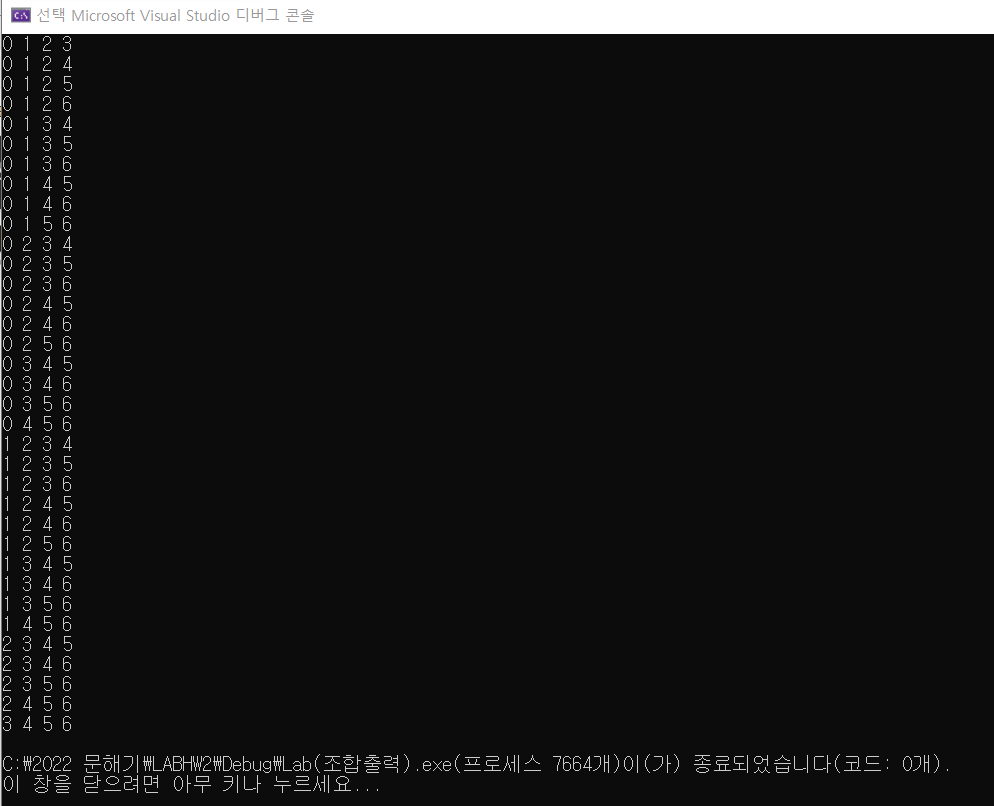 선택 Microsoft Visual Studio 디버그 콘솔
0 1 2 3
0 1 2 4
0 1 2 5
0 1 2 6
0 1 3 4
0 1 3 5
0 1 3 6
0 1 4 5
0 1 4 6
0 1 5 6
0 2 3 4
0 2 3 5
0 2 3 6
0 2 4 5
0 2 4 6
0 2 5 6
0 3 4 5
0 3 4 6
0 3 5 6
0 4 5 6
1 2 3 4
1 2 3 5
1 2 3 6
1 2 4 5
1 2 4 6
1 2 5 6
1 3 4 5
1 3 4 6
1 3 5 6
1 4 5 6
2 3 4 5
2 3 4 6
2 3 5 6
2 4 5 6
3 4 5 6
C:₩2022 문해기₩LABH₩2₩Debug₩Lab(조합출력).exe(프로세스 7664개)이(가) 종료되었습니다(코드: 0개).
이 창을 닫으려면 아무 키나 누르세요...